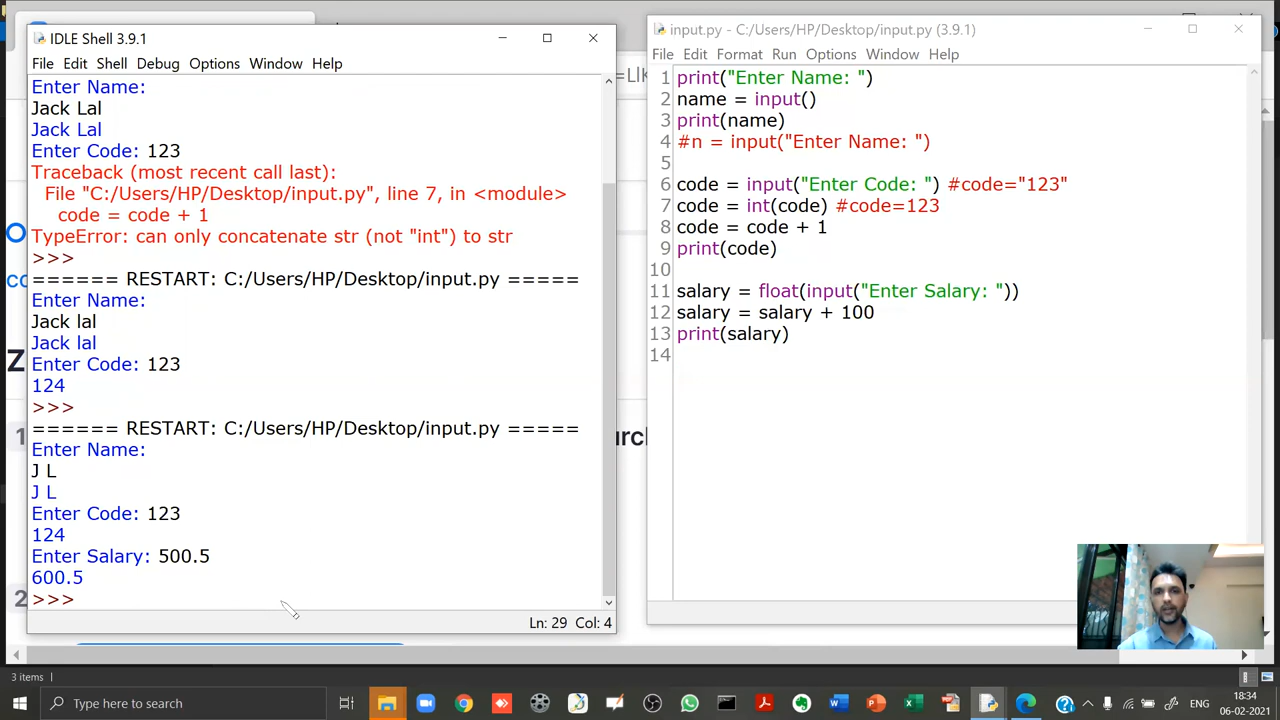 IDLE Shell 3.9.1
File Edit Shell Debug Options Window Help
Enter Name:
Jack Lal
Jack Lal
Enter Code: 123
Traceback (most recent call last):
  File "C:/Users/HP/Desktop/input.py", line 7, in <module>
    code = code + 1
TypeError: can only concatenate str (not "int") to str
>>>
====== RESTART: C:/Users/HP/Desktop/input.py =====
Enter Name:
Jack lal
Jack lal
Enter Code: 123
124
>>>
====== RESTART: C:/Users/HP/Desktop/input.py =====
Enter Name:
J L
J L
Enter Code: 123
124
Enter Salary: 500.5
600.5
>>>
Ln: 29 Col: 4
input.py - C:/Users/HP/Desktop/input.py (3.9.1)
File Edit Format Run Options Window Help
1 print("Enter Name: ")
2 name = input()
3 print(name)
4 #n = input("Enter Name: ")
5
6 code = input("Enter Code: ") #code="123"
7 code = int(code) #code=123
8 code = code + 1
9 print(code)
10
11 salary = float(input("Enter Salary: "))
12 salary = salary + 100
13 print(salary)
14
1
2
3 items
Type here to search
ENG
18:34
06-02-2021